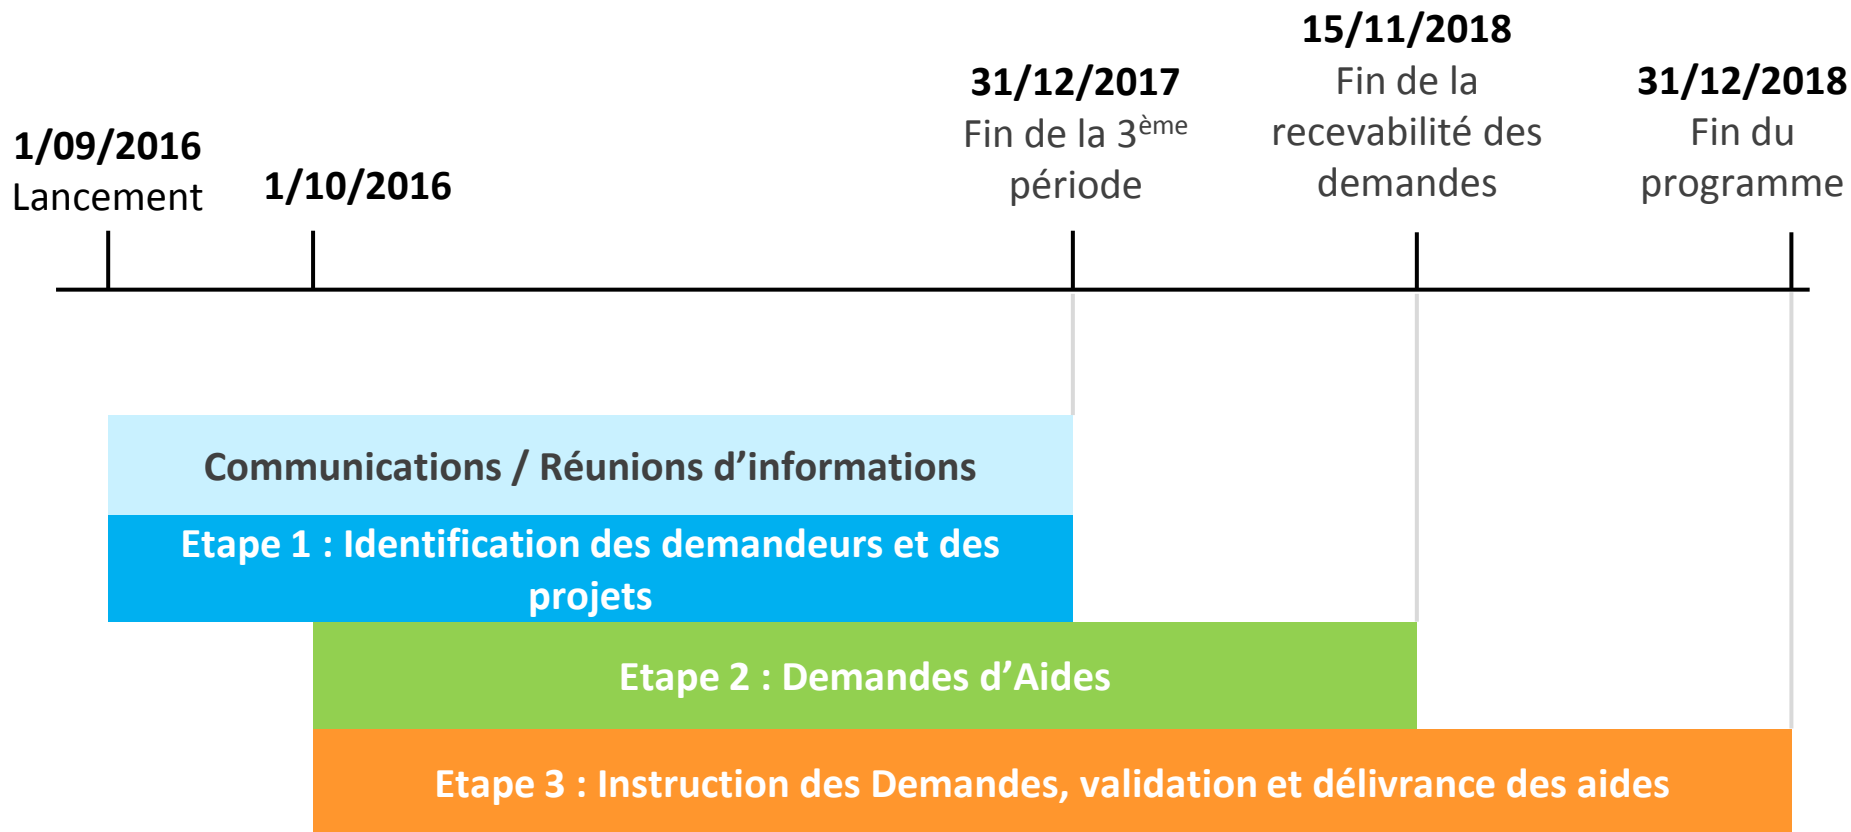 1/09/2016
Lancement
1/10/2016
31/12/2017
Fin de la 3ème
période
15/11/2018
Fin de la
recevabilité des
demandes
31/12/2018
Fin du
programme
Communications / Réunions d’informations
Etape 1 : Identification des demandeurs et des
projets
Etape 2 : Demandes d’Aides
Etape 3 : Instruction des Demandes, validation et délivrance des aides